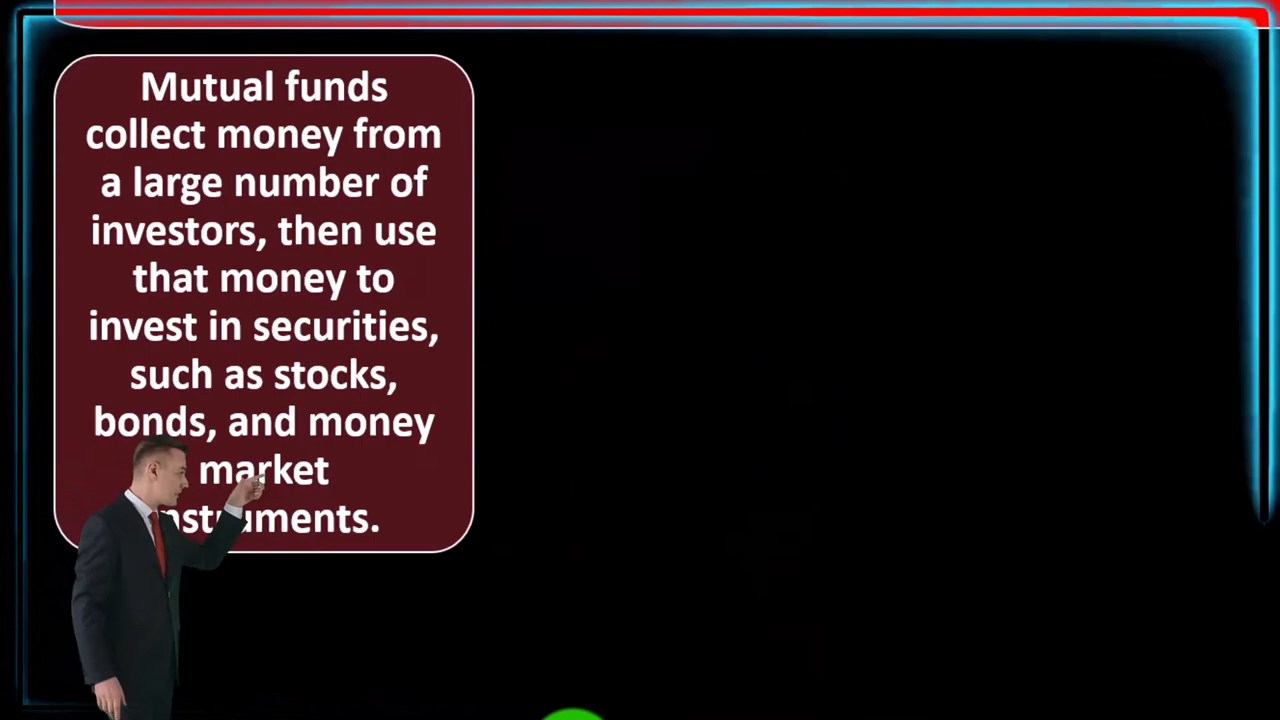 Mutual funds
collect money from
a large number of
investors, then use
that money to
invest in securities,
such as stocks,
bonds, and money
market
instruments.